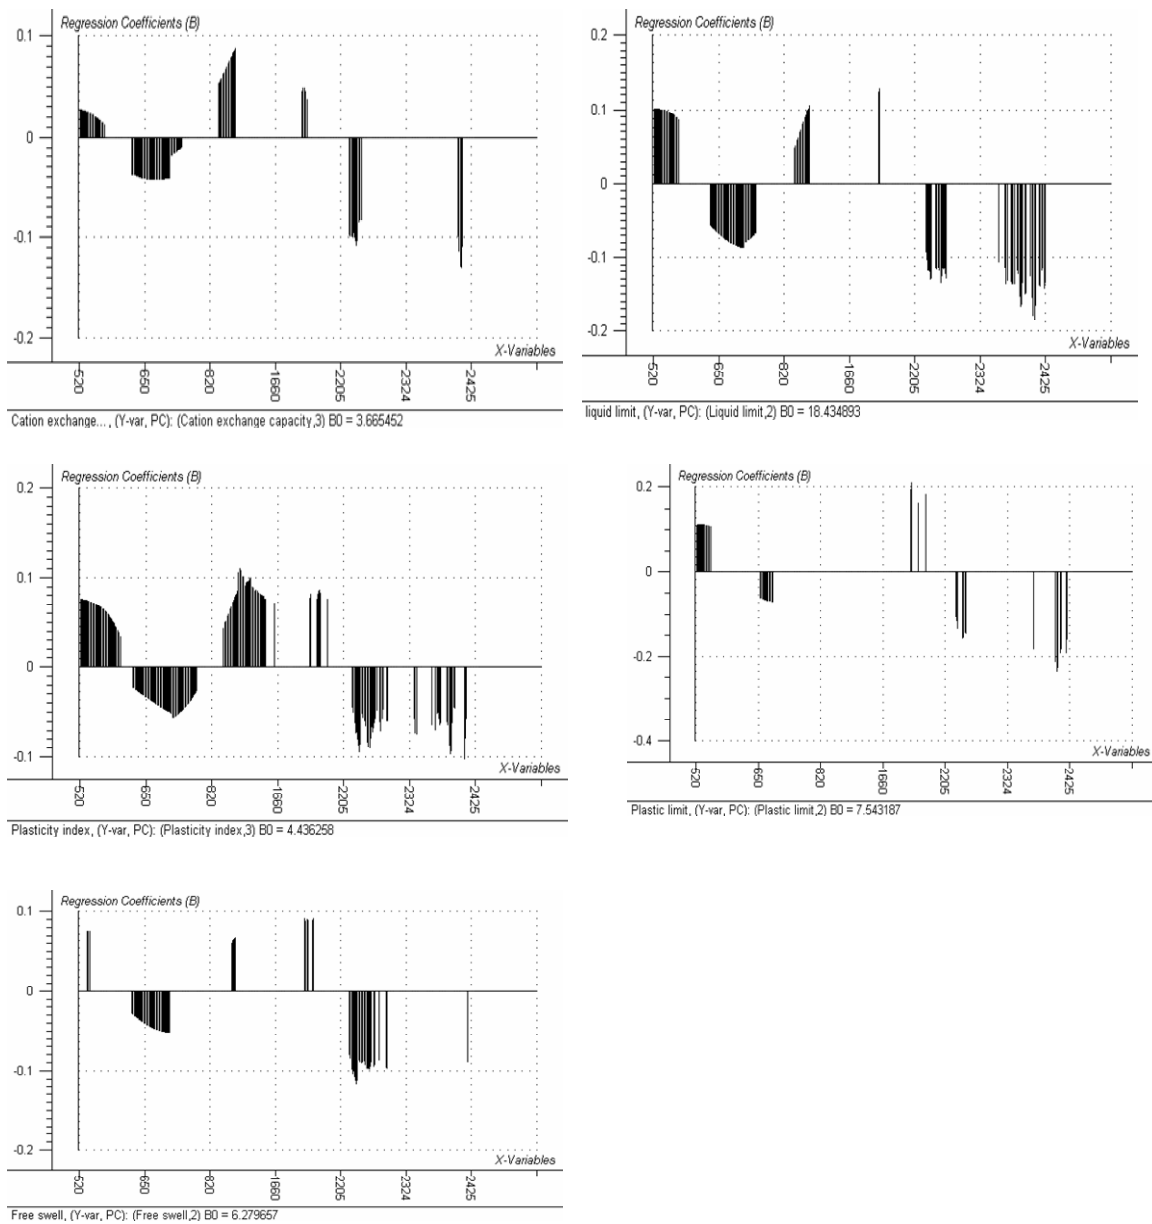 Regression Coefficients (B)
0.1
0
-0.1
-0.2
X-Variables
520 650 820 1660 2205 2324 2425
Cation exchange..., (Y-var, PC): (Cation exchange capacity,3) B0 = 3.665452
Regression Coefficients (B)
0.2
0.1
0
-0.1
-0.2
X-Variables
520 650 820 1660 2205 2324 2425
liquid limit, (Y-var, PC): (Liquid limit,2) B0 = 18.434893
Regression Coefficients (B)
0.2
0.1
0
-0.1
X-Variables
520 650 820 1660 2205 2324 2425
Plasticity index, (Y-var, PC): (Plasticity index,3) B0 = 4.436258
Regression Coefficients (B)
0.2
0
-0.2
-0.4
X-Variables
520 650 820 1660 2205 2324 2425
Plastic limit, (Y-var, PC): (Plastic limit,2) B0 = 7.543187
Regression Coefficients (B)
0.1
0
-0.1
-0.2
X-Variables
520 650 820 1660 2205 2324 2425
Free swell, (Y-var, PC): (Free swell,2) B0 = 6.279657